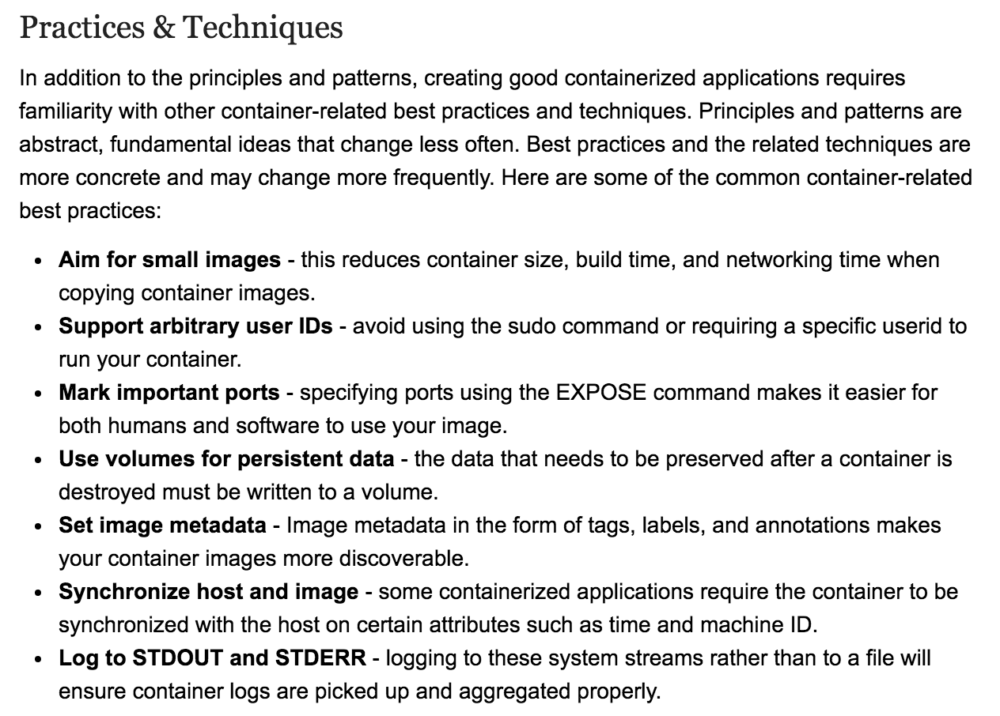 Practices & Techniques
In addition to the principles and patterns, creating good containerized applications requires
familiarity with other container-related best practices and techniques. Principles and patterns are
abstract, fundamental ideas that change less often. Best practices and the related techniques are
more concrete and may change more frequently. Here are some of the common container-related
best practices:
• Aim for small images - this reduces container size, build time, and networking time when
copying container images.
• Support arbitrary user IDs - avoid using the sudo command or requiring a specific userid to
run your container.
• Mark important ports - specifying ports using the EXPOSE command makes it easier for
both humans and software to use your image.
• Use volumes for persistent data - the data that needs to be preserved after a container is
destroyed must be written to a volume.
• Set image metadata - Image metadata in the form of tags, labels, and annotations makes
your container images more discoverable.
• Synchronize host and image - some containerized applications require the container to be
synchronized with the host on certain attributes such as time and machine ID.
• Log to STDOUT and STDERR - logging to these system streams rather than to a file will
ensure container logs are picked up and aggregated properly.